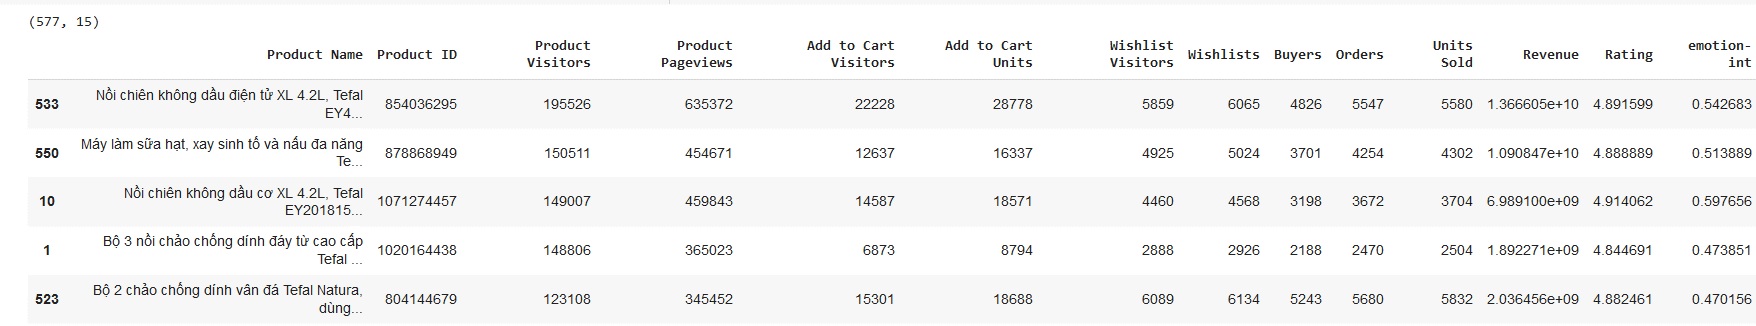 (577, 15)
Product Name Product ID Product Visitors Product Pageviews Add to Cart Visitors Add to Cart Units Wishlist Visitors Wishlists Buyers Orders Units Sold Revenue Rating emotion-int
533 Nồi chiên không dầu điện tử XL 4.2L, Tefal EY4... 854036295 195526 635372 22228 28778 5859 6065 4826 5547 5580 1.366605e+10 4.891599 0.542683
550 Máy làm sữa hạt, xay sinh tố và nấu đa năng Te... 878868949 150511 454671 12637 16337 4925 5024 3701 4254 4302 1.090847e+10 4.888889 0.513889
10 Nồi chiên không dầu cơ XL 4.2L, Tefal EY201815... 1071274457 149007 459843 14587 18571 4460 4568 3198 3672 3704 6.989100e+09 4.914062 0.597656
1 Bộ 3 nồi chảo chống dính đáy từ cao cấp Tefal ... 1020164438 148806 365023 6873 8794 2888 2926 2188 2470 2504 1.892271e+09 4.844691 0.473851
523 Bộ 2 chảo chống dính vân đá Tefal Natura, dùng... 804144679 123108 345452 15301 18688 6089 6134 5243 5680 5832 2.036456e+09 4.882461 0.470156